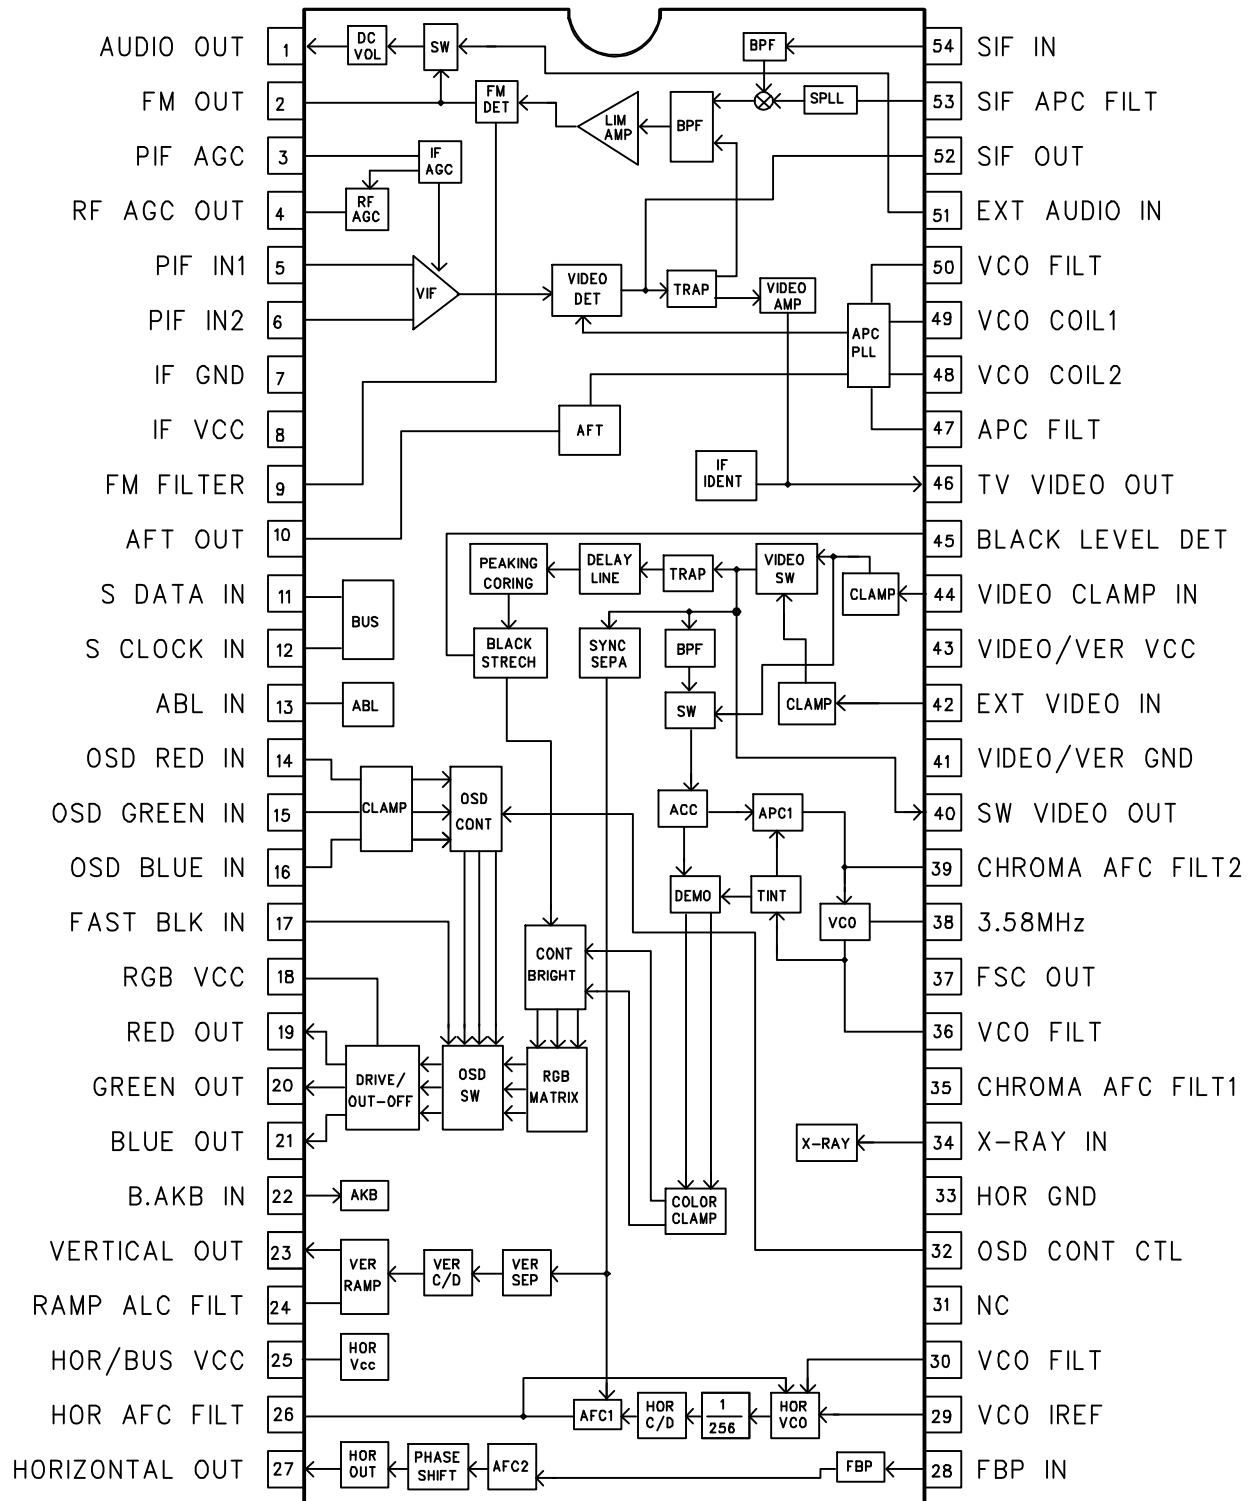 AUDIO OUT 1
FM OUT 2
PIF AGC 3
RF AGC OUT 4
PIF IN1 5
PIF IN2 6
IF GND 7
IF VCC 8
FM FILTER 9
AFT OUT 10
S DATA IN 11
S CLOCK IN 12
ABL IN 13
OSD RED IN 14
OSD GREEN IN 15
OSD BLUE IN 16
FAST BLK IN 17
RGB VCC 18
RED OUT 19
GREEN OUT 20
BLUE OUT 21
B.AKB IN 22
VERTICAL OUT 23
RAMP ALC FILT 24
HOR/BUS VCC 25
HOR AFC FILT 26
HORIZONTAL OUT 27
DC
VOL
SW
BPF
FM
DET
LIM
AMP
BPF
SPLL
IF
AGC
RF
AGC
VIF
VIDEO
DET
TRAP
VIDEO
AMP
APC
PLL
AFT
IF
IDENT
PEAKING
CORING
DELAY
LINE
TRAP
VIDEO
SW
CLAMP
BUS
BLACK
STRECH
SYNC
SEPA
BPF
ABL
SW
CLAMP
CLAMP
OSD
CONT
ACC
APC1
DEMO
TINT
VCO
CONT
BRIGHT
DRIVE/
OUT-OFF
OSD
SW
RGB
MATRIX
X-RAY
AKB
COLOR
CLAMP
VER
RAMP
VER
C/D
VER
SEP
HOR
Vcc
AFC1
HOR
C/D
1
256
HOR
VCO
HOR
OUT
PHASE
SHIFT
AFC2
FBP
54 SIF IN
53 SIF APC FILT
52 SIF OUT
51 EXT AUDIO IN
50 VCO FILT
49 VCO COIL1
48 VCO COIL2
47 APC FILT
46 TV VIDEO OUT
45 BLACK LEVEL DET
44 VIDEO CLAMP IN
43 VIDEO/VER VCC
42 EXT VIDEO IN
41 VIDEO/VER GND
40 SW VIDEO OUT
39 CHROMA AFC FILT2
38 3.58MHz
37 FSC OUT
36 VCO FILT
35 CHROMA AFC FILT1
34 X-RAY IN
33 HOR GND
32 OSD CONT CTL
31 NC
30 VCO FILT
29 VCO IREF
28 FBP IN